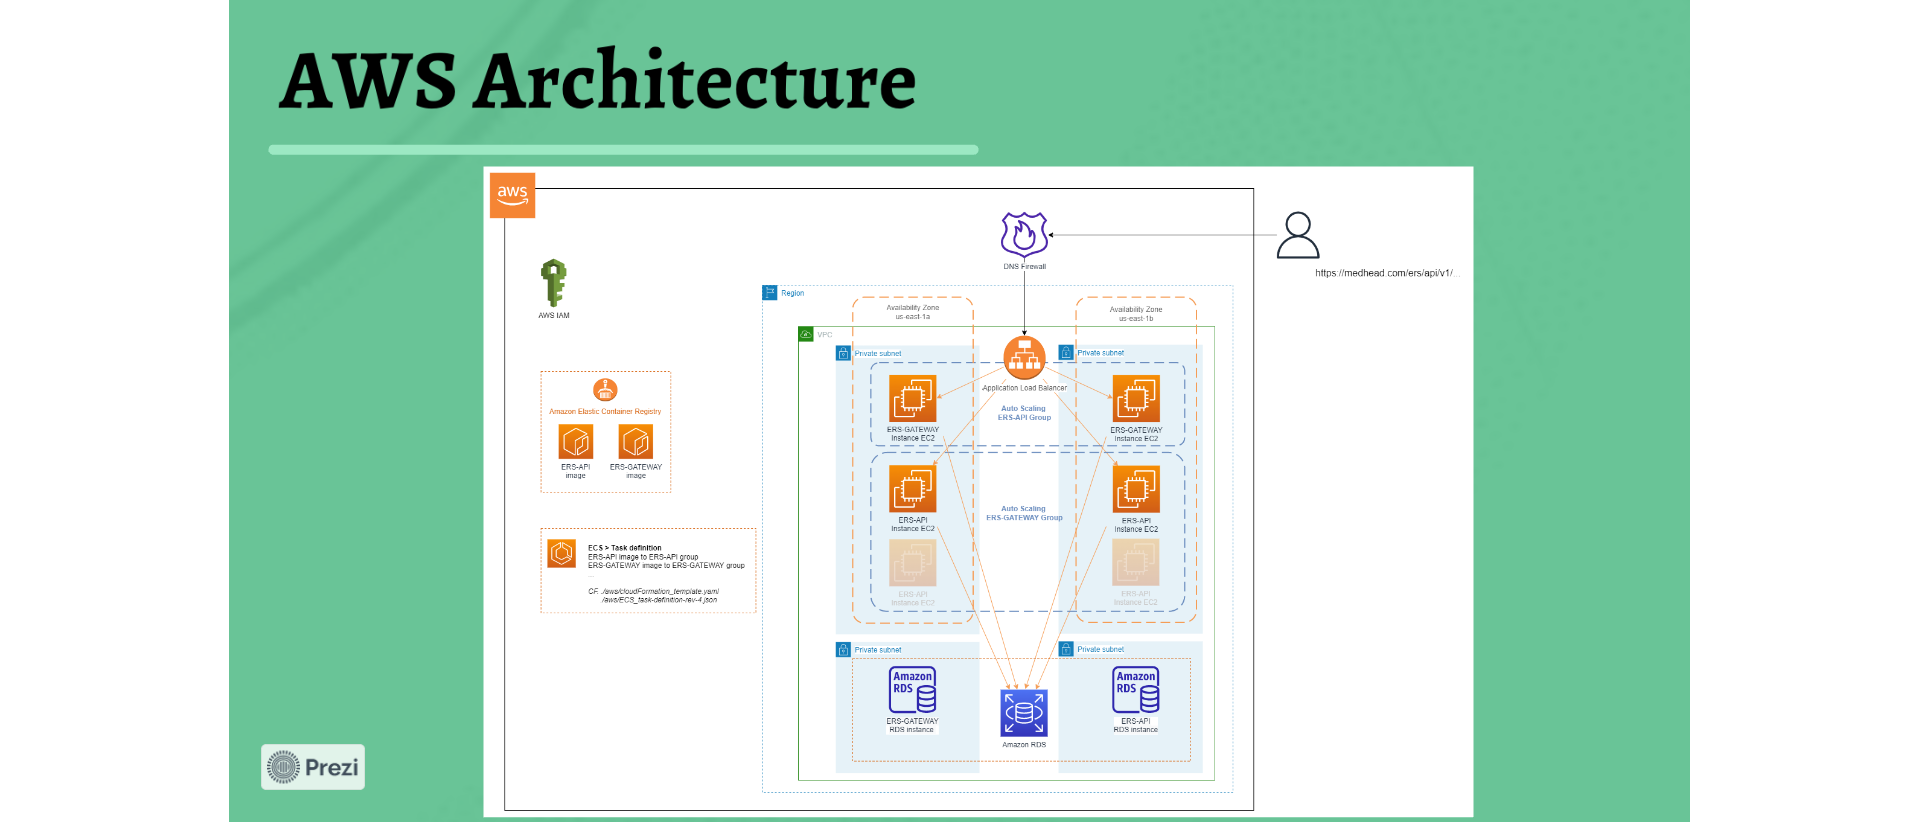 AWS Architecture
aws
DNS Firewall
https://medhead.com/ers/api/v1/...
AWS IAM
Region
Availability Zone
us-east-1a
Availability Zone
us-east-1b
VPC
Private subnet
Private subnet
Application Load Balancer
Auto Scaling
ERS-API Group
ERS-GATEWAY
Instance EC2
ERS-GATEWAY
Instance EC2
Amazon Elastic Container Registry
ERS-API
image
ERS-GATEWAY
image
Auto Scaling
ERS-GATEWAY Group
ERS-API
Instance EC2
ERS-API
Instance EC2
ERS-API
Instance EC2
ERS-API
Instance EC2
ECS > Task definition
ERS-API image to ERS-API group
ERS-GATEWAY image to ERS-GATEWAY group
...
CF. ./aws/cloudFormation_template.yaml
/aws/ECS_task-definition-rev-4.json
Private subnet
Private subnet
Amazon
RDS
ERS-GATEWAY
RDS instance
Amazon RDS
Amazon
RDS
ERS-API
RDS instance
Prezi